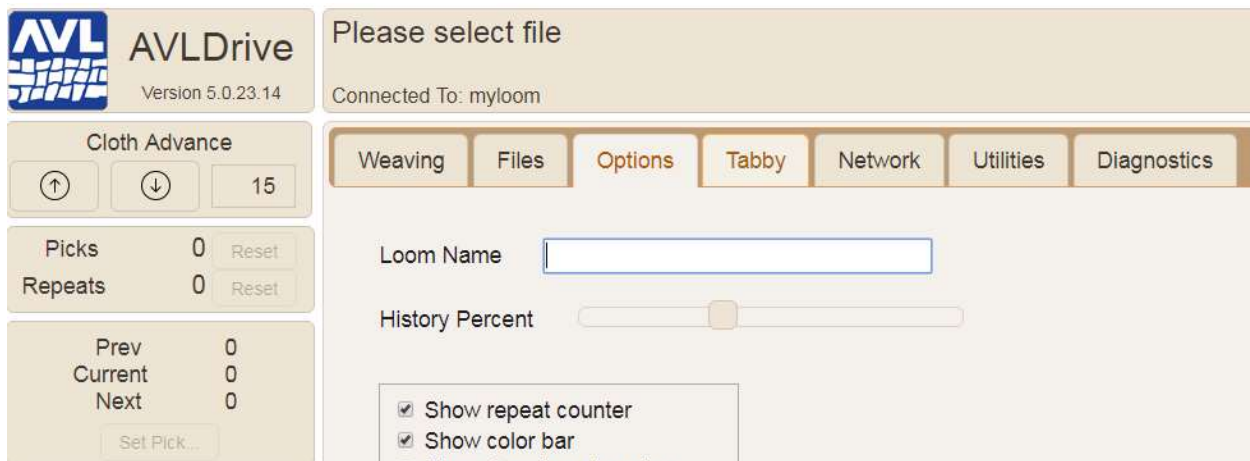 AVL
AVLDrive
Version 5.0.23.14
Please select file
Connected To: myloom
Cloth Advance
15
Picks 0 Reset
Repeats 0 Reset
Prev 0
Current 0
Next 0
Set Pick...
Weaving Files Options Tabby Network Utilities Diagnostics
Loom Name
History Percent
Show repeat counter
Show color bar